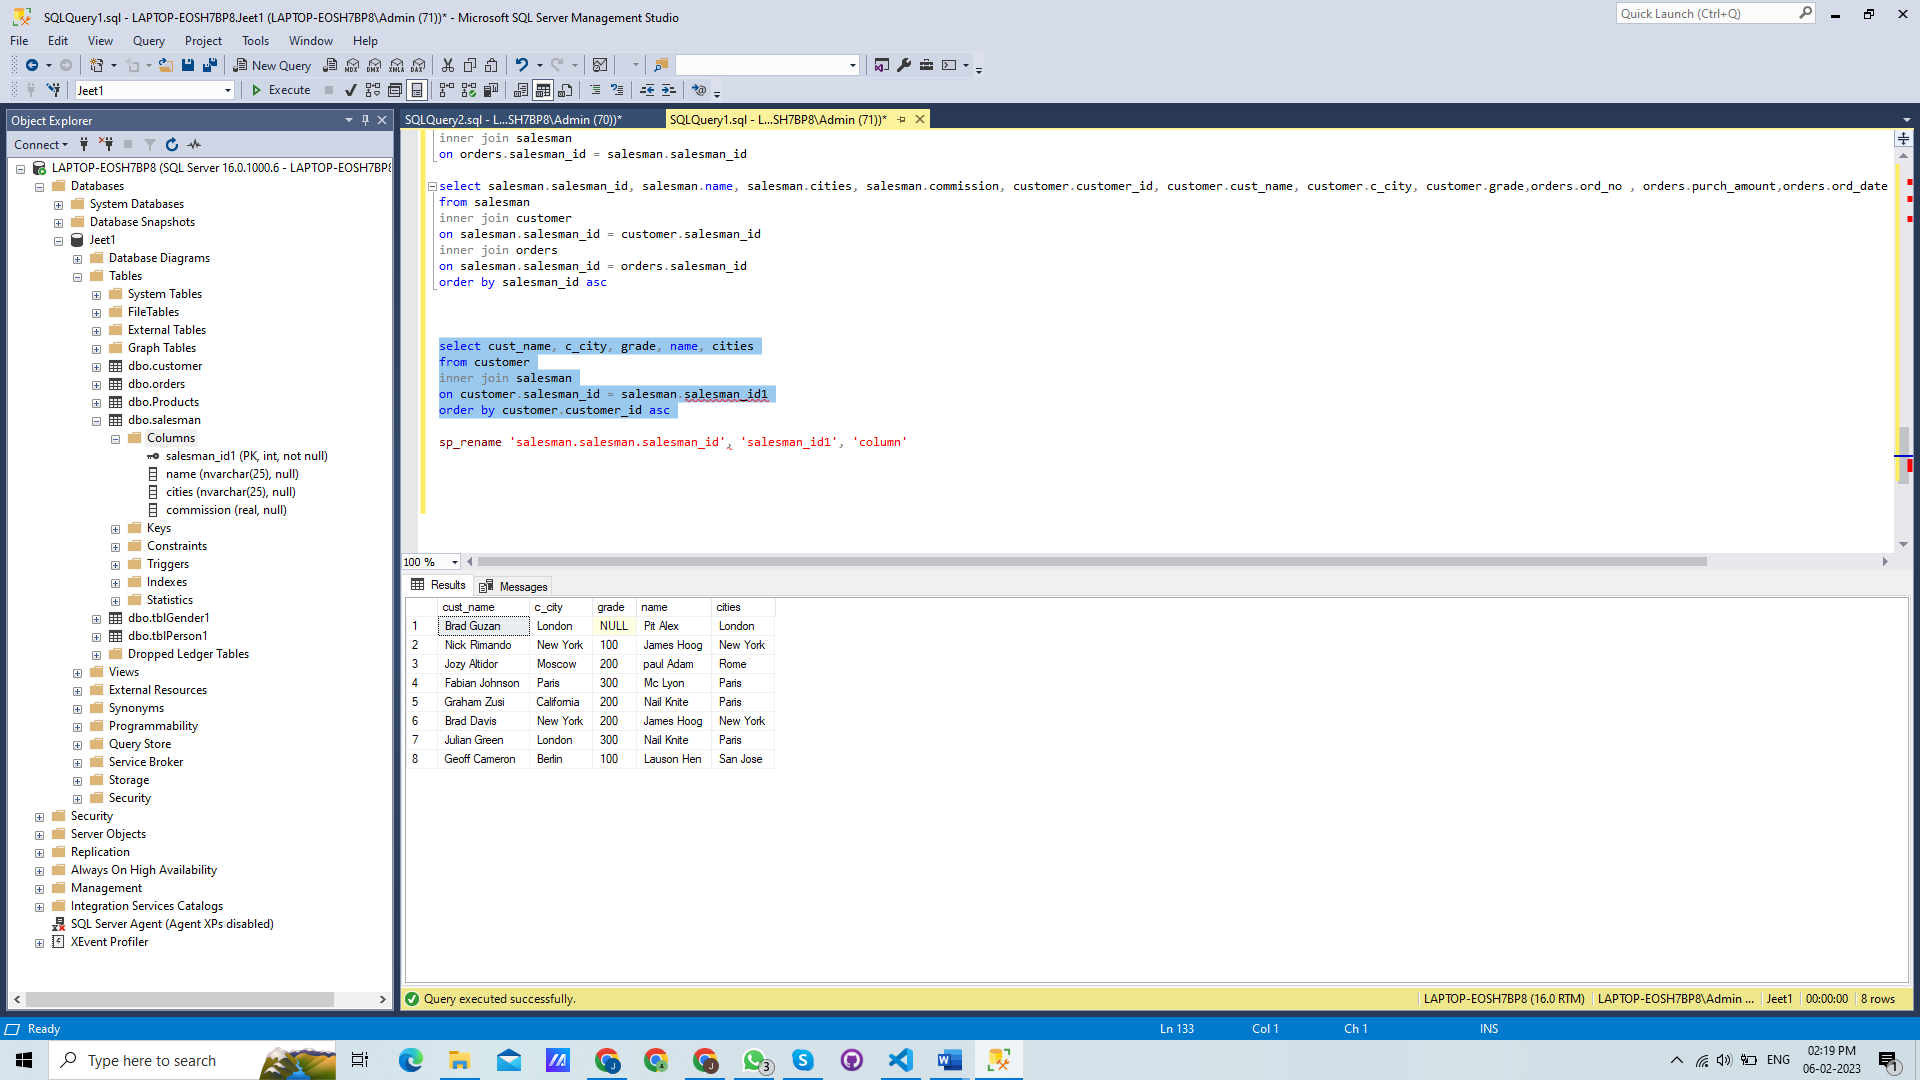 SQLQuery1.sql - LAPTOP-EOSH7BP8.Jeet1 (LAPTOP-EOSH7BP8\Admin (71))* - Microsoft SQL Server Management Studio
Quick Launch (Ctrl+Q)
File Edit View Query Project Tools Window Help
New Query
MDX DMX XMLA DAX
Jeet1
Execute
Object Explorer
Connect
LAPTOP-EOSH7BP8 (SQL Server 16.0.1000.6 - LAPTOP-EOSH7BP8
Databases
System Databases
Database Snapshots
Jeet1
Database Diagrams
Tables
System Tables
FileTables
External Tables
Graph Tables
dbo.customer
dbo.orders
dbo.Products
dbo.salesman
Columns
salesman_id1 (PK, int, not null)
name (nvarchar(25), null)
cities (nvarchar(25), null)
commission (real, null)
Keys
Constraints
Triggers
Indexes
Statistics
dbo.tblGender1
dbo.tblPerson1
Dropped Ledger Tables
Views
External Resources
Synonyms
Programmability
Query Store
Service Broker
Storage
Security
Security
Server Objects
Replication
Always On High Availability
Management
Integration Services Catalogs
SQL Server Agent (Agent XPs disabled)
XEvent Profiler
SQLQuery2.sql - L...SH7BP8\Admin (70))*
SQLQuery1.sql - L...SH7BP8\Admin (71))*
inner join salesman
on orders.salesman_id = salesman.salesman_id
select salesman.salesman_id, salesman.name, salesman.cities, salesman.commission, customer.customer_id, customer.cust_name, customer.c_city, customer.grade,orders.ord_no , orders.purch_amount,orders.ord_date
from salesman
inner join customer
on salesman.salesman_id = customer.salesman_id
inner join orders
on salesman.salesman_id = orders.salesman_id
order by salesman_id asc
select cust_name, c_city, grade, name, cities
from customer
inner join salesman
on customer.salesman_id = salesman.salesman_id1
order by customer.customer_id asc
sp_rename 'salesman.salesman.salesman_id', 'salesman_id1', 'column'
100 %
Results Messages
cust_name c_city grade name cities
1 Brad Guzan London NULL Pit Alex London
2 Nick Rimando New York 100 James Hoog New York
3 Jozy Altidor Moscow 200 paul Adam Rome
4 Fabian Johnson Paris 300 Mc Lyon Paris
5 Graham Zusi California 200 Nail Knite Paris
6 Brad Davis New York 200 James Hoog New York
7 Julian Green London 300 Nail Knite Paris
8 Geoff Cameron Berlin 100 Lauson Hen San Jose
Query executed successfully.
LAPTOP-EOSH7BP8 (16.0 RTM) LAPTOP-EOSH7BP8\Admin ... Jeet1 00:00:00 8 rows
Ready Ln 133 Col 1 Ch 1 INS
Type here to search
3
ENG
02:19 PM
06-02-2023
1